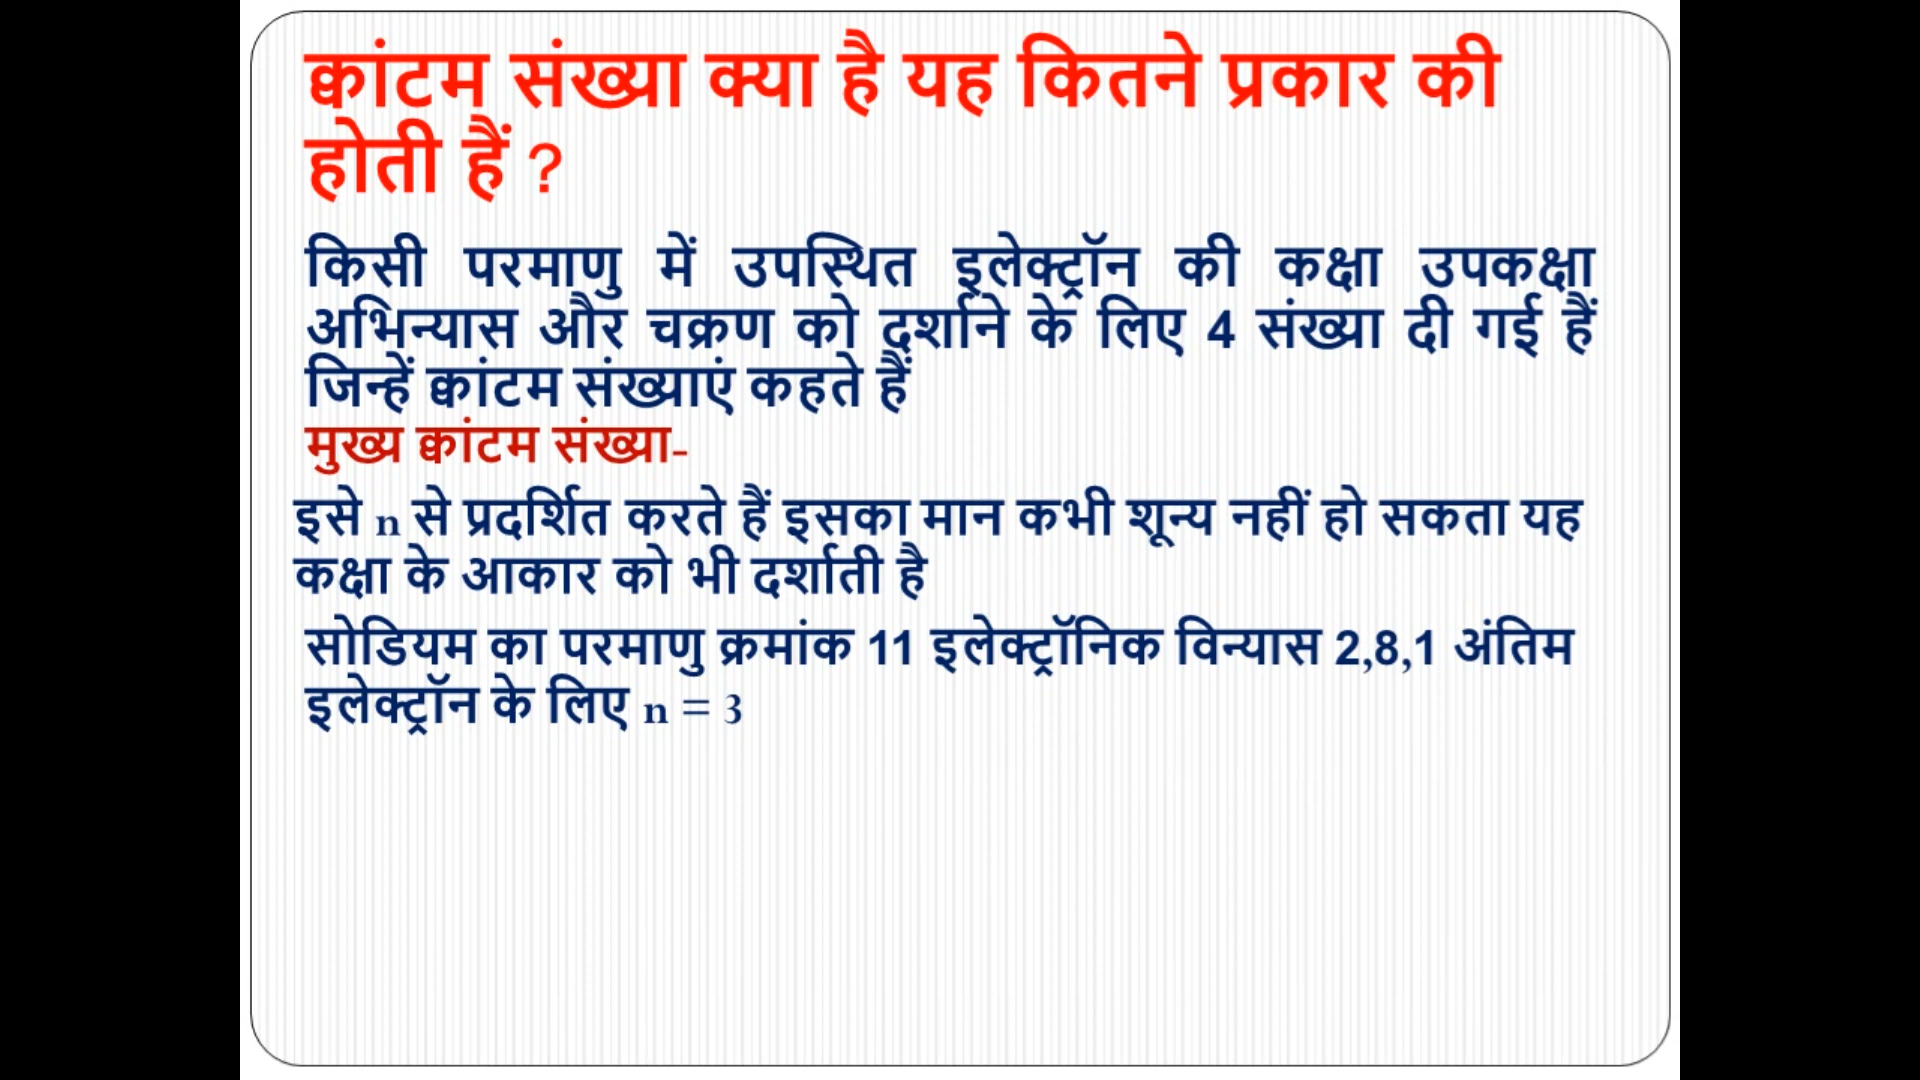 क्वांटम संख्या क्या है यह कितने प्रकार की
होती हैं ?
किसी परमाणु में उपस्थित इलेक्ट्रॉन की कक्षा उपकक्षा
अभिन्यास और चक्रण को दर्शाने के लिए 4 संख्या दी गई हैं
जिन्हें क्वांटम संख्याएं कहते हैं
मुख्य क्वांटम संख्या-
इसे n से प्रदर्शित करते हैं इसका मान कभी शून्य नहीं हो सकता यह
कक्षा के आकार को भी दर्शाती है
सोडियम का परमाणु क्रमांक 11 इलेक्ट्रॉनिक विन्यास 2,8,1 अंतिम
इलेक्ट्रॉन के लिए n = 3